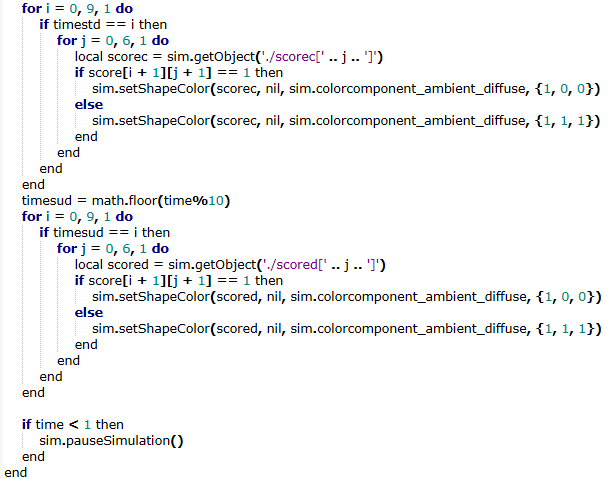 for i = 0, 9, 1 do
if timestd == i then
for j = 0, 6, 1 do
local scorec = sim.getObject('./scorec[' .. j .. ']')
if score[i + 1][j + 1] == 1 then
sim.setShapeColor(scorec, nil, sim.colorcomponent_ambient_diffuse, {1, 0, 0})
else
sim.setShapeColor(scorec, nil, sim.colorcomponent_ambient_diffuse, {1, 1, 1})
end
end
end
end
timesud = math.floor(time%10)
for i = 0, 9, 1 do
if timesud == i then
for j = 0, 6, 1 do
local scored = sim.getObject('./scored[' .. j .. ']')
if score[i + 1][j + 1] == 1 then
sim.setShapeColor(scored, nil, sim.colorcomponent_ambient_diffuse, {1, 0, 0})
else
sim.setShapeColor(scored, nil, sim.colorcomponent_ambient_diffuse, {1, 1, 1})
end
end
end
end
if time < 1 then
sim.pauseSimulation()
end
end